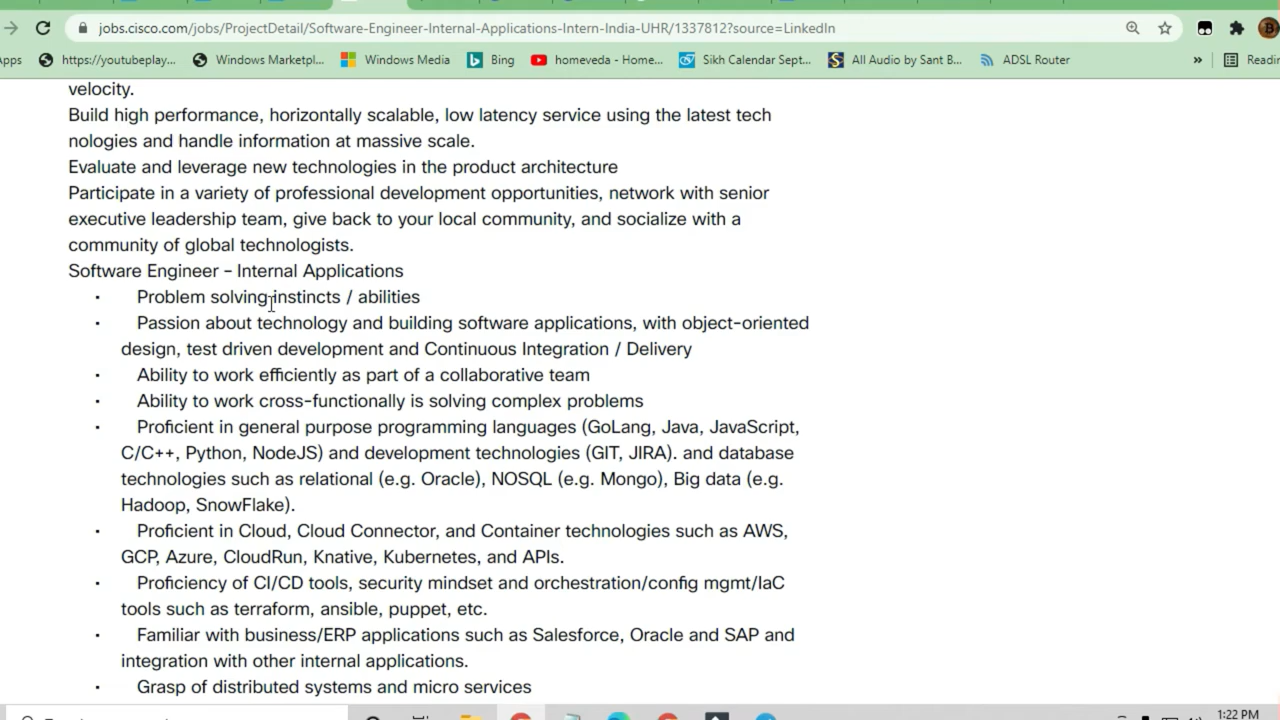 jobs.cisco.com/jobs/ProjectDetail/Software-Engineer-Internal-Applications-Intern-India-UHR/1337812?source=LinkedIn
pps https://youtubeplay... Windows Marketpl... Windows Media Bing homeveda - Home... Sikh Calendar Sept... All Audio by Sant B... ADSL Router » Readin
velocity.
Build high performance, horizontally scalable, low latency service using the latest tech
nologies and handle information at massive scale.
Evaluate and leverage new technologies in the product architecture
Participate in a variety of professional development opportunities, network with senior
executive leadership team, give back to your local community, and socialize with a
community of global technologists.
Software Engineer – Internal Applications
· Problem solving instincts / abilities
· Passion about technology and building software applications, with object-oriented
design, test driven development and Continuous Integration / Delivery
· Ability to work efficiently as part of a collaborative team
· Ability to work cross-functionally is solving complex problems
· Proficient in general purpose programming languages (GoLang, Java, JavaScript,
C/C++, Python, NodeJS) and development technologies (GIT, JIRA). and database
technologies such as relational (e.g. Oracle), NOSQL (e.g. Mongo), Big data (e.g.
Hadoop, SnowFlake).
· Proficient in Cloud, Cloud Connector, and Container technologies such as AWS,
GCP, Azure, CloudRun, Knative, Kubernetes, and APIs.
· Proficiency of CI/CD tools, security mindset and orchestration/config mgmt/IaC
tools such as terraform, ansible, puppet, etc.
· Familiar with business/ERP applications such as Salesforce, Oracle and SAP and
integration with other internal applications.
· Grasp of distributed systems and micro services
1:22 PM